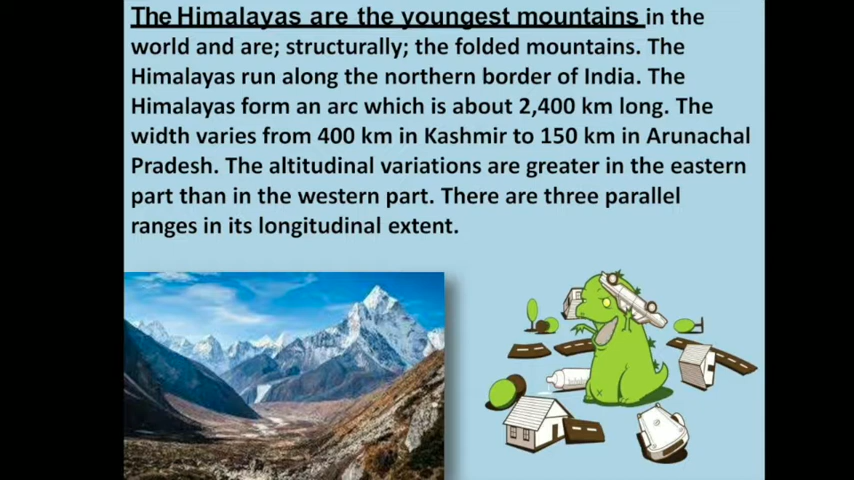 The Himalayas are the youngest mountains in the
world and are; structurally; the folded mountains. The
Himalayas run along the northern border of India. The
Himalayas form an arc which is about 2,400 km long. The
width varies from 400 km in Kashmir to 150 km in Arunachal
Pradesh. The altitudinal variations are greater in the eastern
part than in the western part. There are three parallel
ranges in its longitudinal extent.